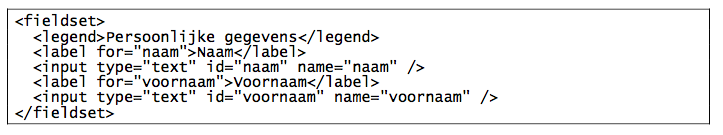 <fieldset>
  <legend>Persoonlijke gegevens</legend>
  <label for="naam">Naam</label>
  <input type="text" id="naam" name="naam" />
  <label for="voornaam">Voornaam</label>
  <input type="text" id="voornaam" name="voornaam" />
</fieldset>